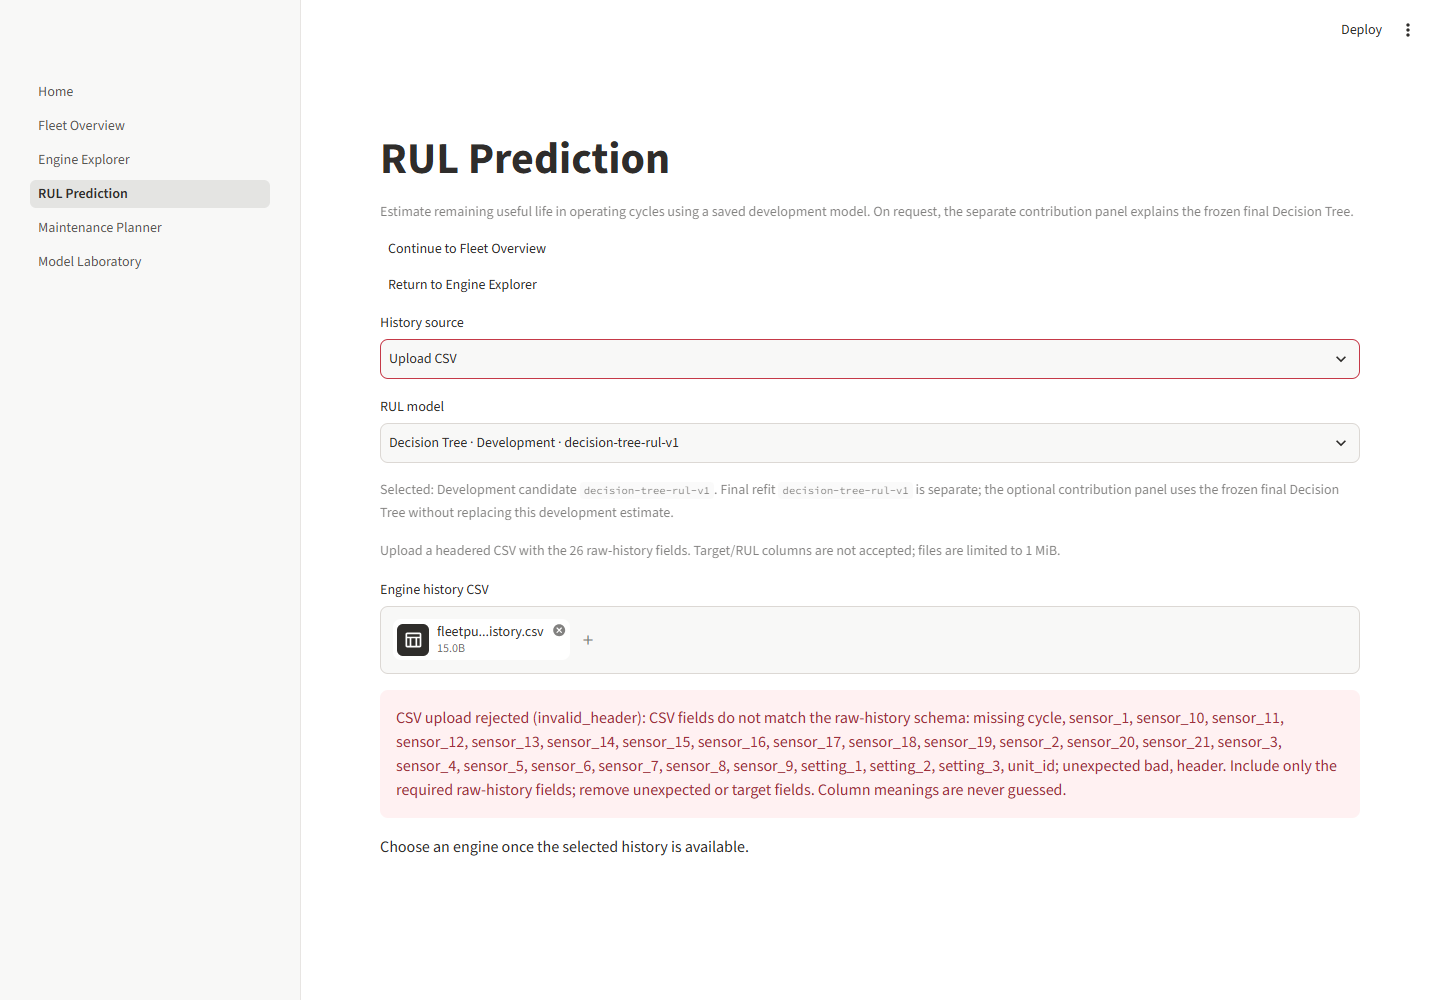 Deploy
Home
Fleet Overview
Engine Explorer
RUL Prediction
Maintenance Planner
Model Laboratory
RUL Prediction
Estimate remaining useful life in operating cycles using a saved development model. On request, the separate contribution panel explains the frozen final Decision Tree.
Continue to Fleet Overview
Return to Engine Explorer
History source
Upload CSV
RUL model
Decision Tree · Development · decision-tree-rul-v1
Selected: Development candidate decision-tree-rul-v1 . Final refit decision-tree-rul-v1 is separate; the optional contribution panel uses the frozen final Decision
Tree without replacing this development estimate.
Upload a headered CSV with the 26 raw-history fields. Target/RUL columns are not accepted; files are limited to 1 MiB.
Engine history CSV
fleetpu...istory.csv
15.0B
CSV upload rejected (invalid_header): CSV fields do not match the raw-history schema: missing cycle, sensor_1, sensor_10, sensor_11,
sensor_12, sensor_13, sensor_14, sensor_15, sensor_16, sensor_17, sensor_18, sensor_19, sensor_2, sensor_20, sensor_21, sensor_3,
sensor_4, sensor_5, sensor_6, sensor_7, sensor_8, sensor_9, setting_1, setting_2, setting_3, unit_id; unexpected bad, header. Include only the
required raw-history fields; remove unexpected or target fields. Column meanings are never guessed.
Choose an engine once the selected history is available.